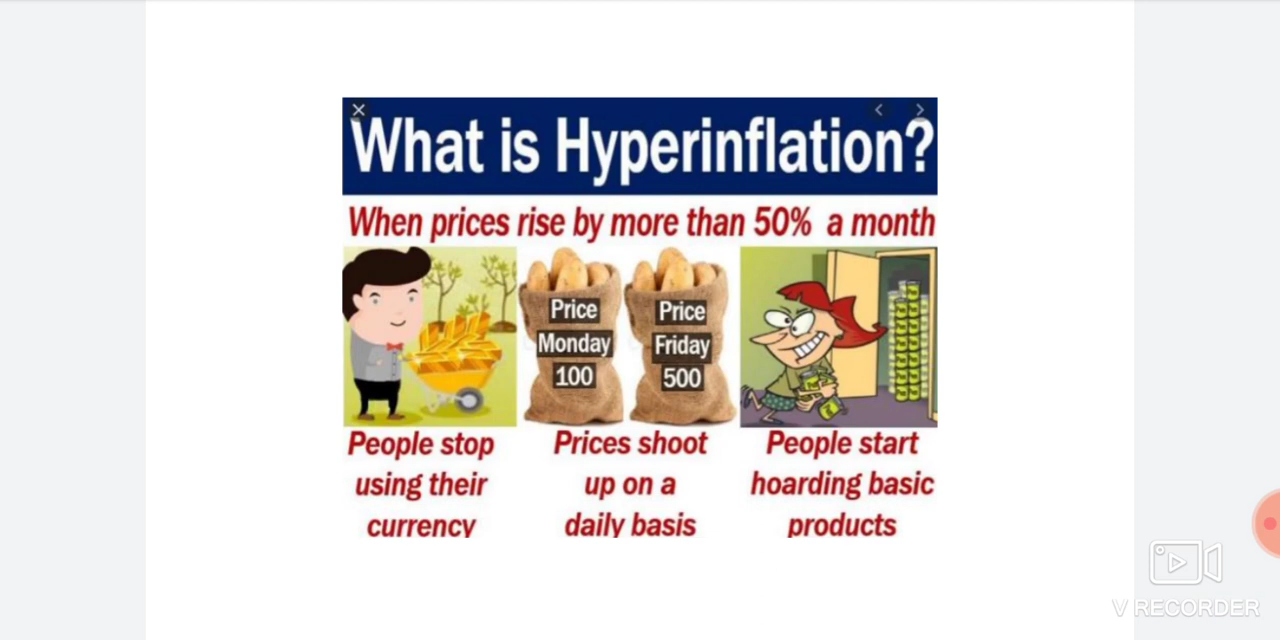 What is Hyperinflation?
When prices rise by more than 50% a month
Price
Monday
100
Price
Friday
500
People stop
using their
currency
Prices shoot
up on a
daily basis
People start
hoarding basic
products
V RECORDER